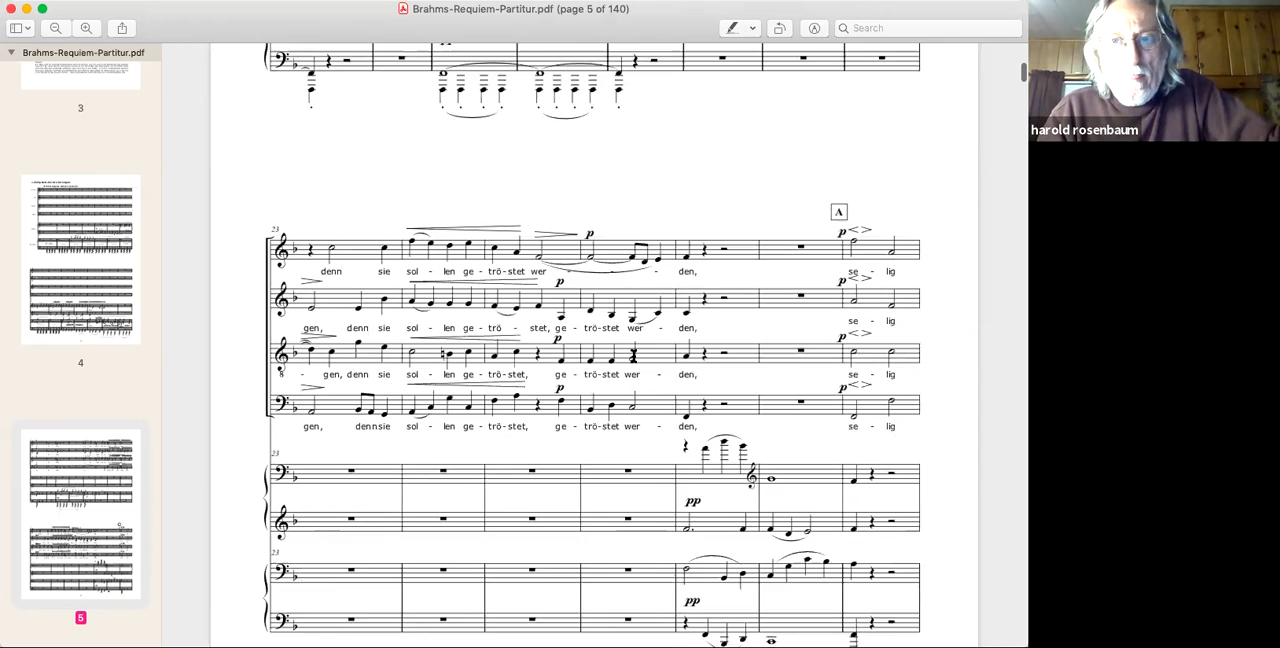 Brahms-Requiem-Partitur.pdf (page 5 of 140)
Search
Brahms-Requiem-Partitur.pdf
3
4
5
harold rosenbaum
A
23
p
p
denn sie sol - len ge - trö - stet wer - - - den, se - lig
p
p
gen, denn sie sol - len ge - trö - stet, ge - trö - stet wer - den, se - lig
p
p
8
- gen, denn sie sol - len ge - trö - stet, ge - trö - stet wer - den, se - lig
p
p
gen, denn sie sol - len ge - trö - stet, ge - trö - stet wer - den, se - lig
23
pp
23
pp